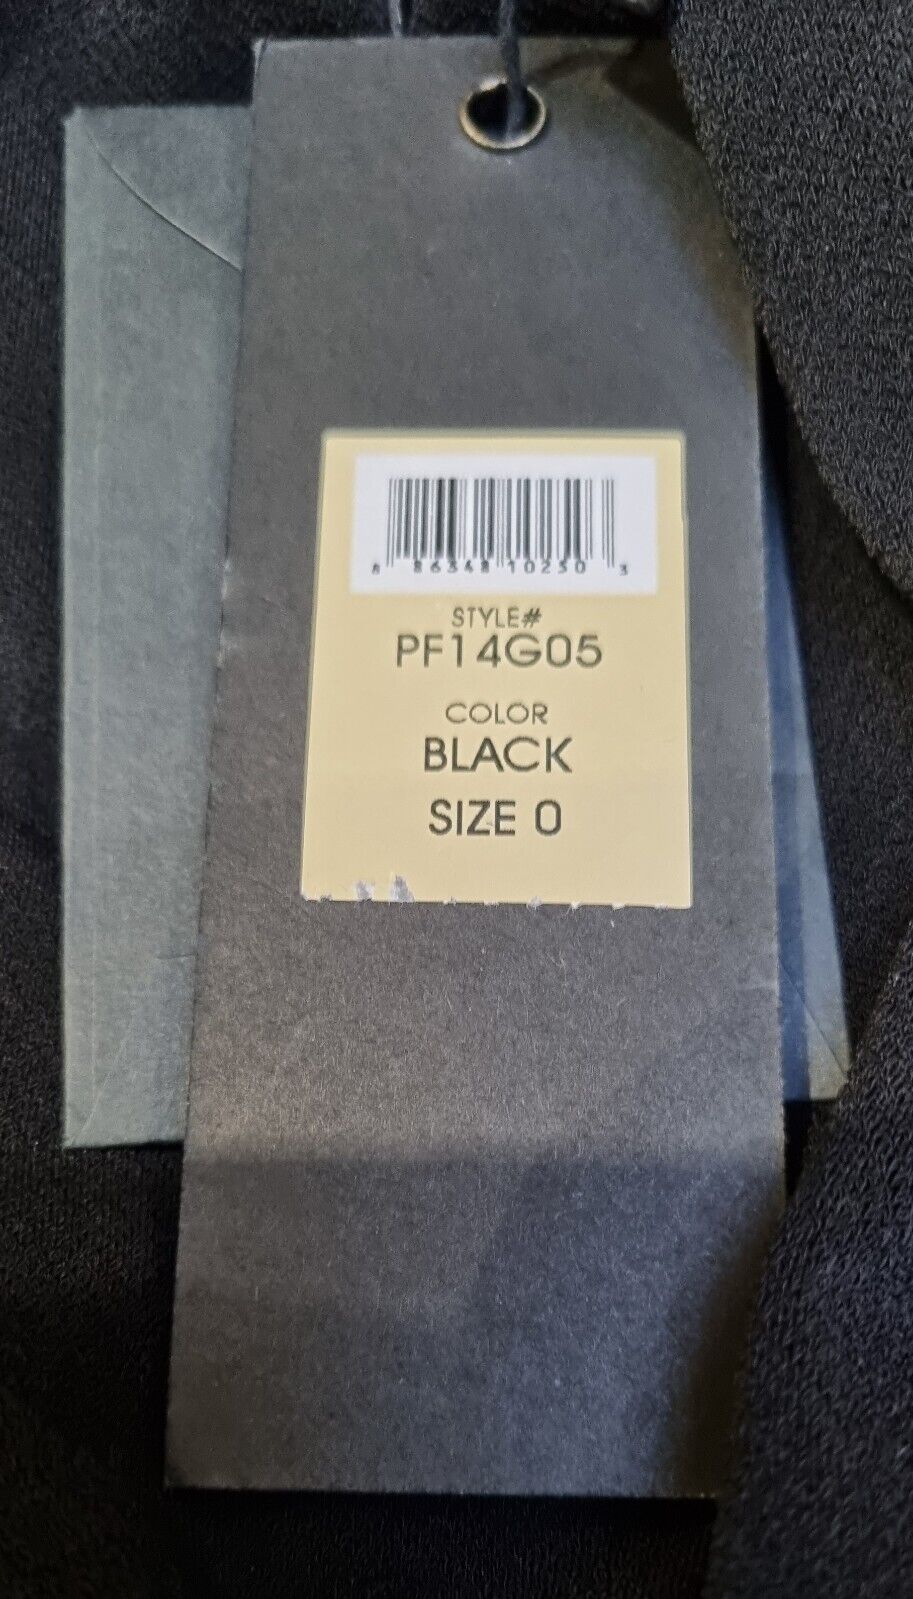 8 86348 10250 3
STYLE#
PF14G05
COLOR
BLACK
SIZE 0